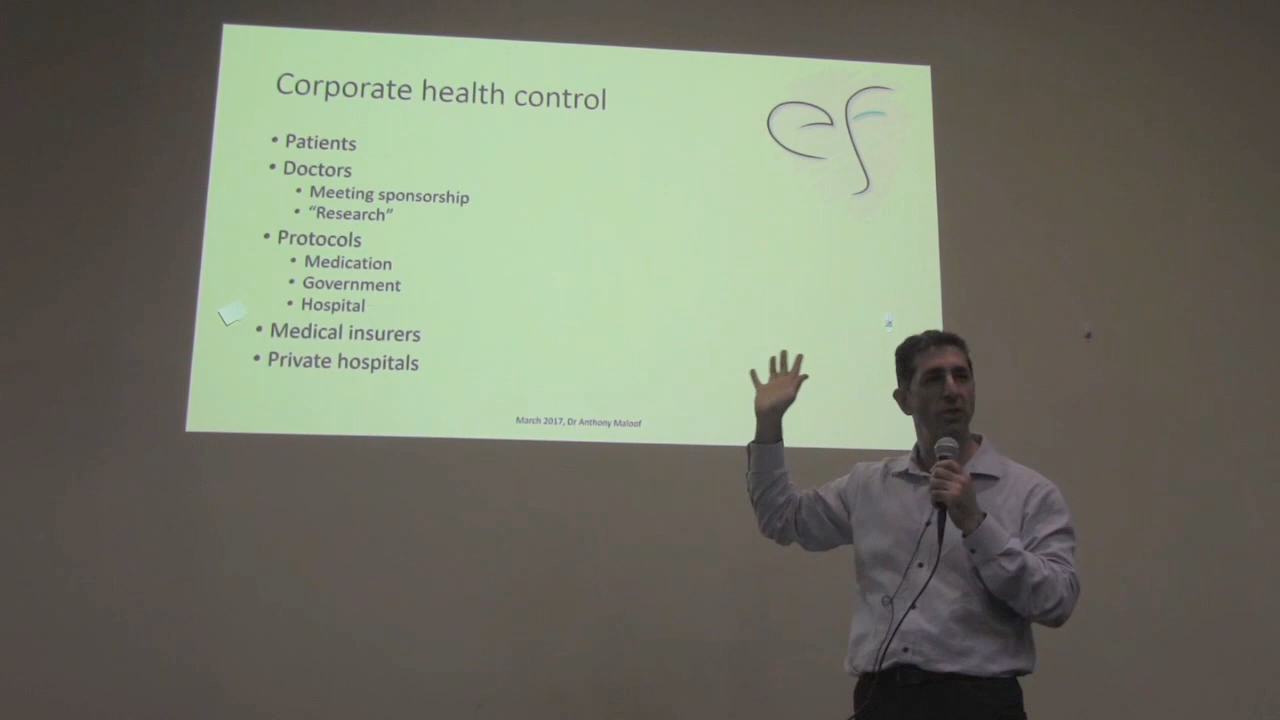 Corporate health control
ef
• Patients
• Doctors
• Meeting sponsorship
• “Research”
• Protocols
• Medication
• Government
• Hospital
• Medical insurers
• Private hospitals
March 2017, Dr Anthony Maloof